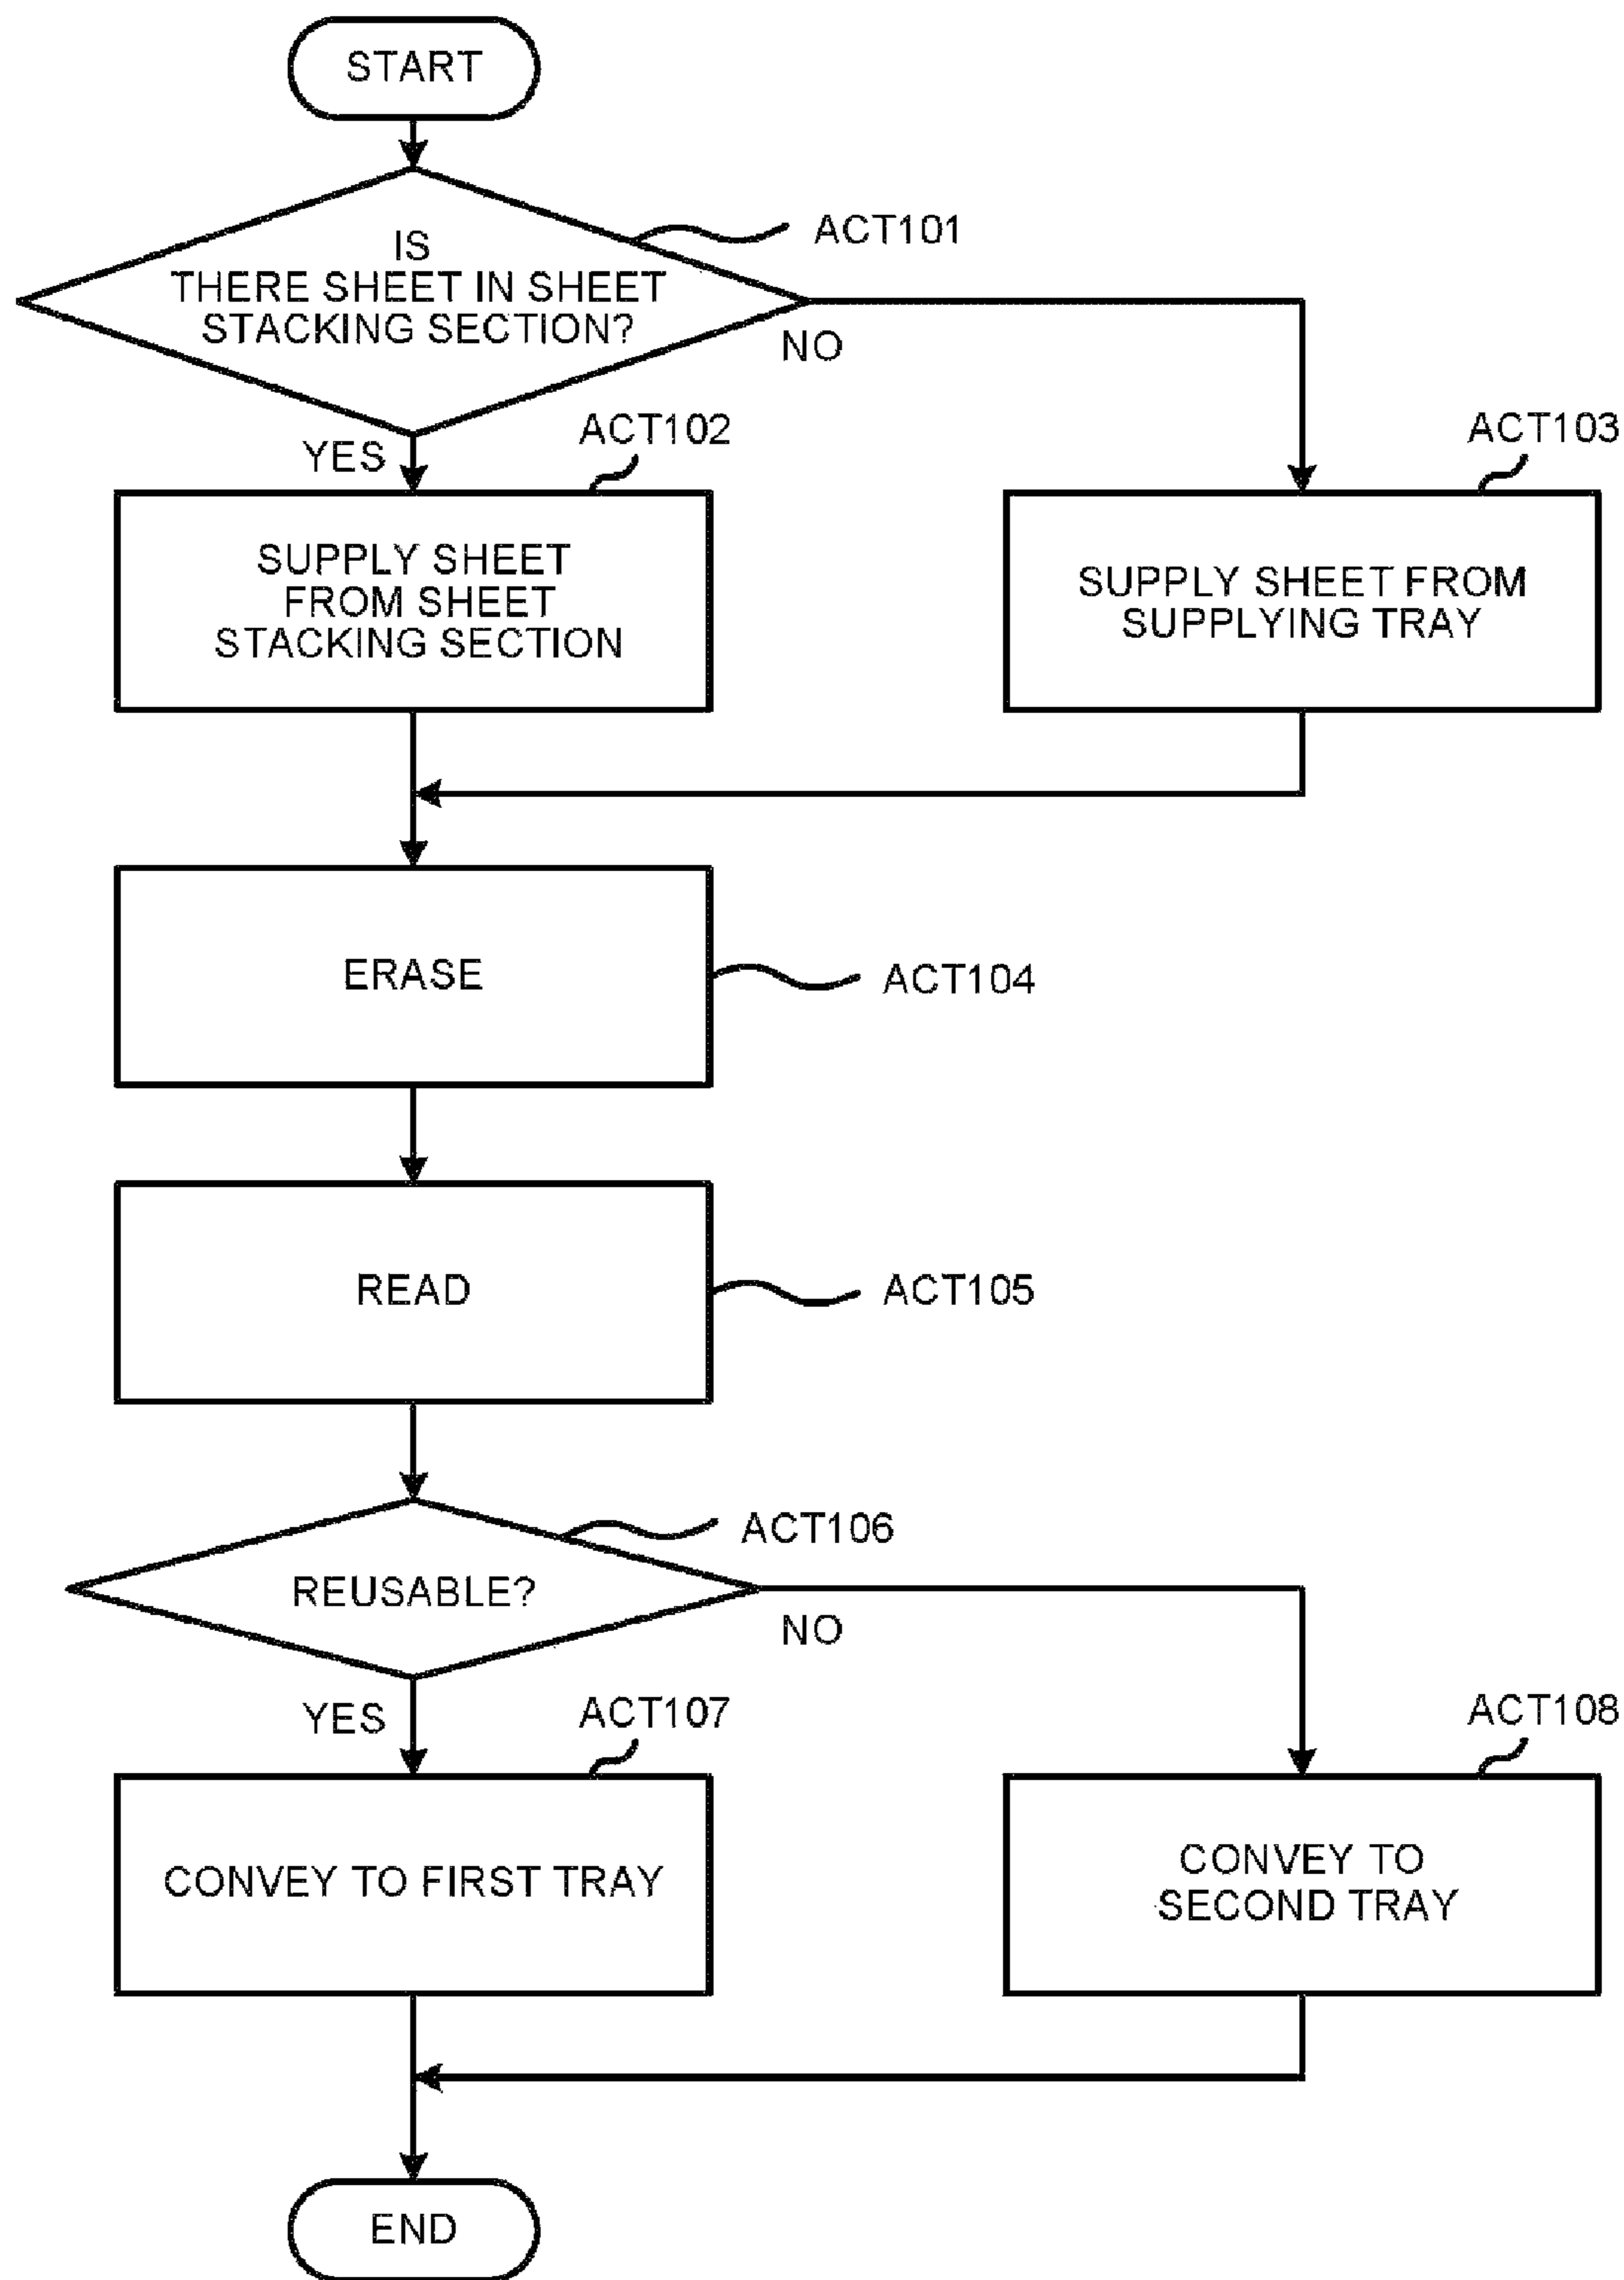 START
IS
THERE SHEET IN SHEET
STACKING SECTION?
ACT101
NO
YES
ACT102
ACT103
SUPPLY SHEET
FROM SHEET
STACKING SECTION
SUPPLY SHEET FROM
SUPPLYING TRAY
ERASE
ACT104
READ
ACT105
ACT106
REUSABLE?
NO
YES
ACT107
ACT108
CONVEY TO FIRST TRAY
CONVEY TO
SECOND TRAY
END